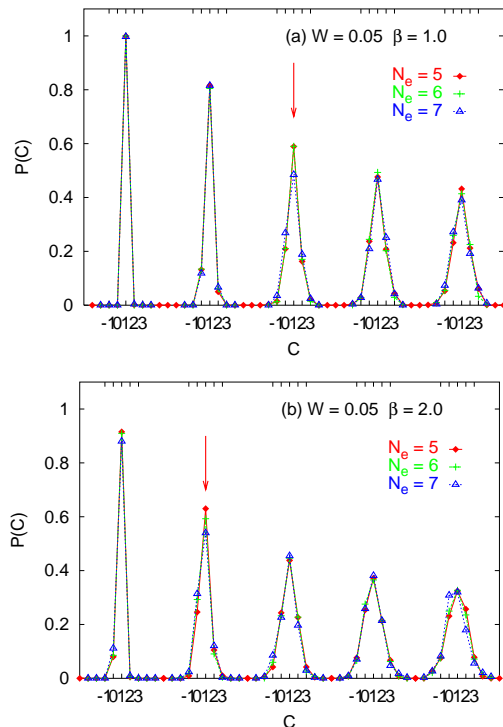 (a) W = 0.05 β = 1.0
N_e = 5
N_e = 6
N_e = 7
P(C)
1
0.8
0.6
0.4
0.2
0
-10123 -10123 -10123 -10123 -10123
C
(b) W = 0.05 β = 2.0
N_e = 5
N_e = 6
N_e = 7
P(C)
1
0.8
0.6
0.4
0.2
0
-10123 -10123 -10123 -10123 -10123
C